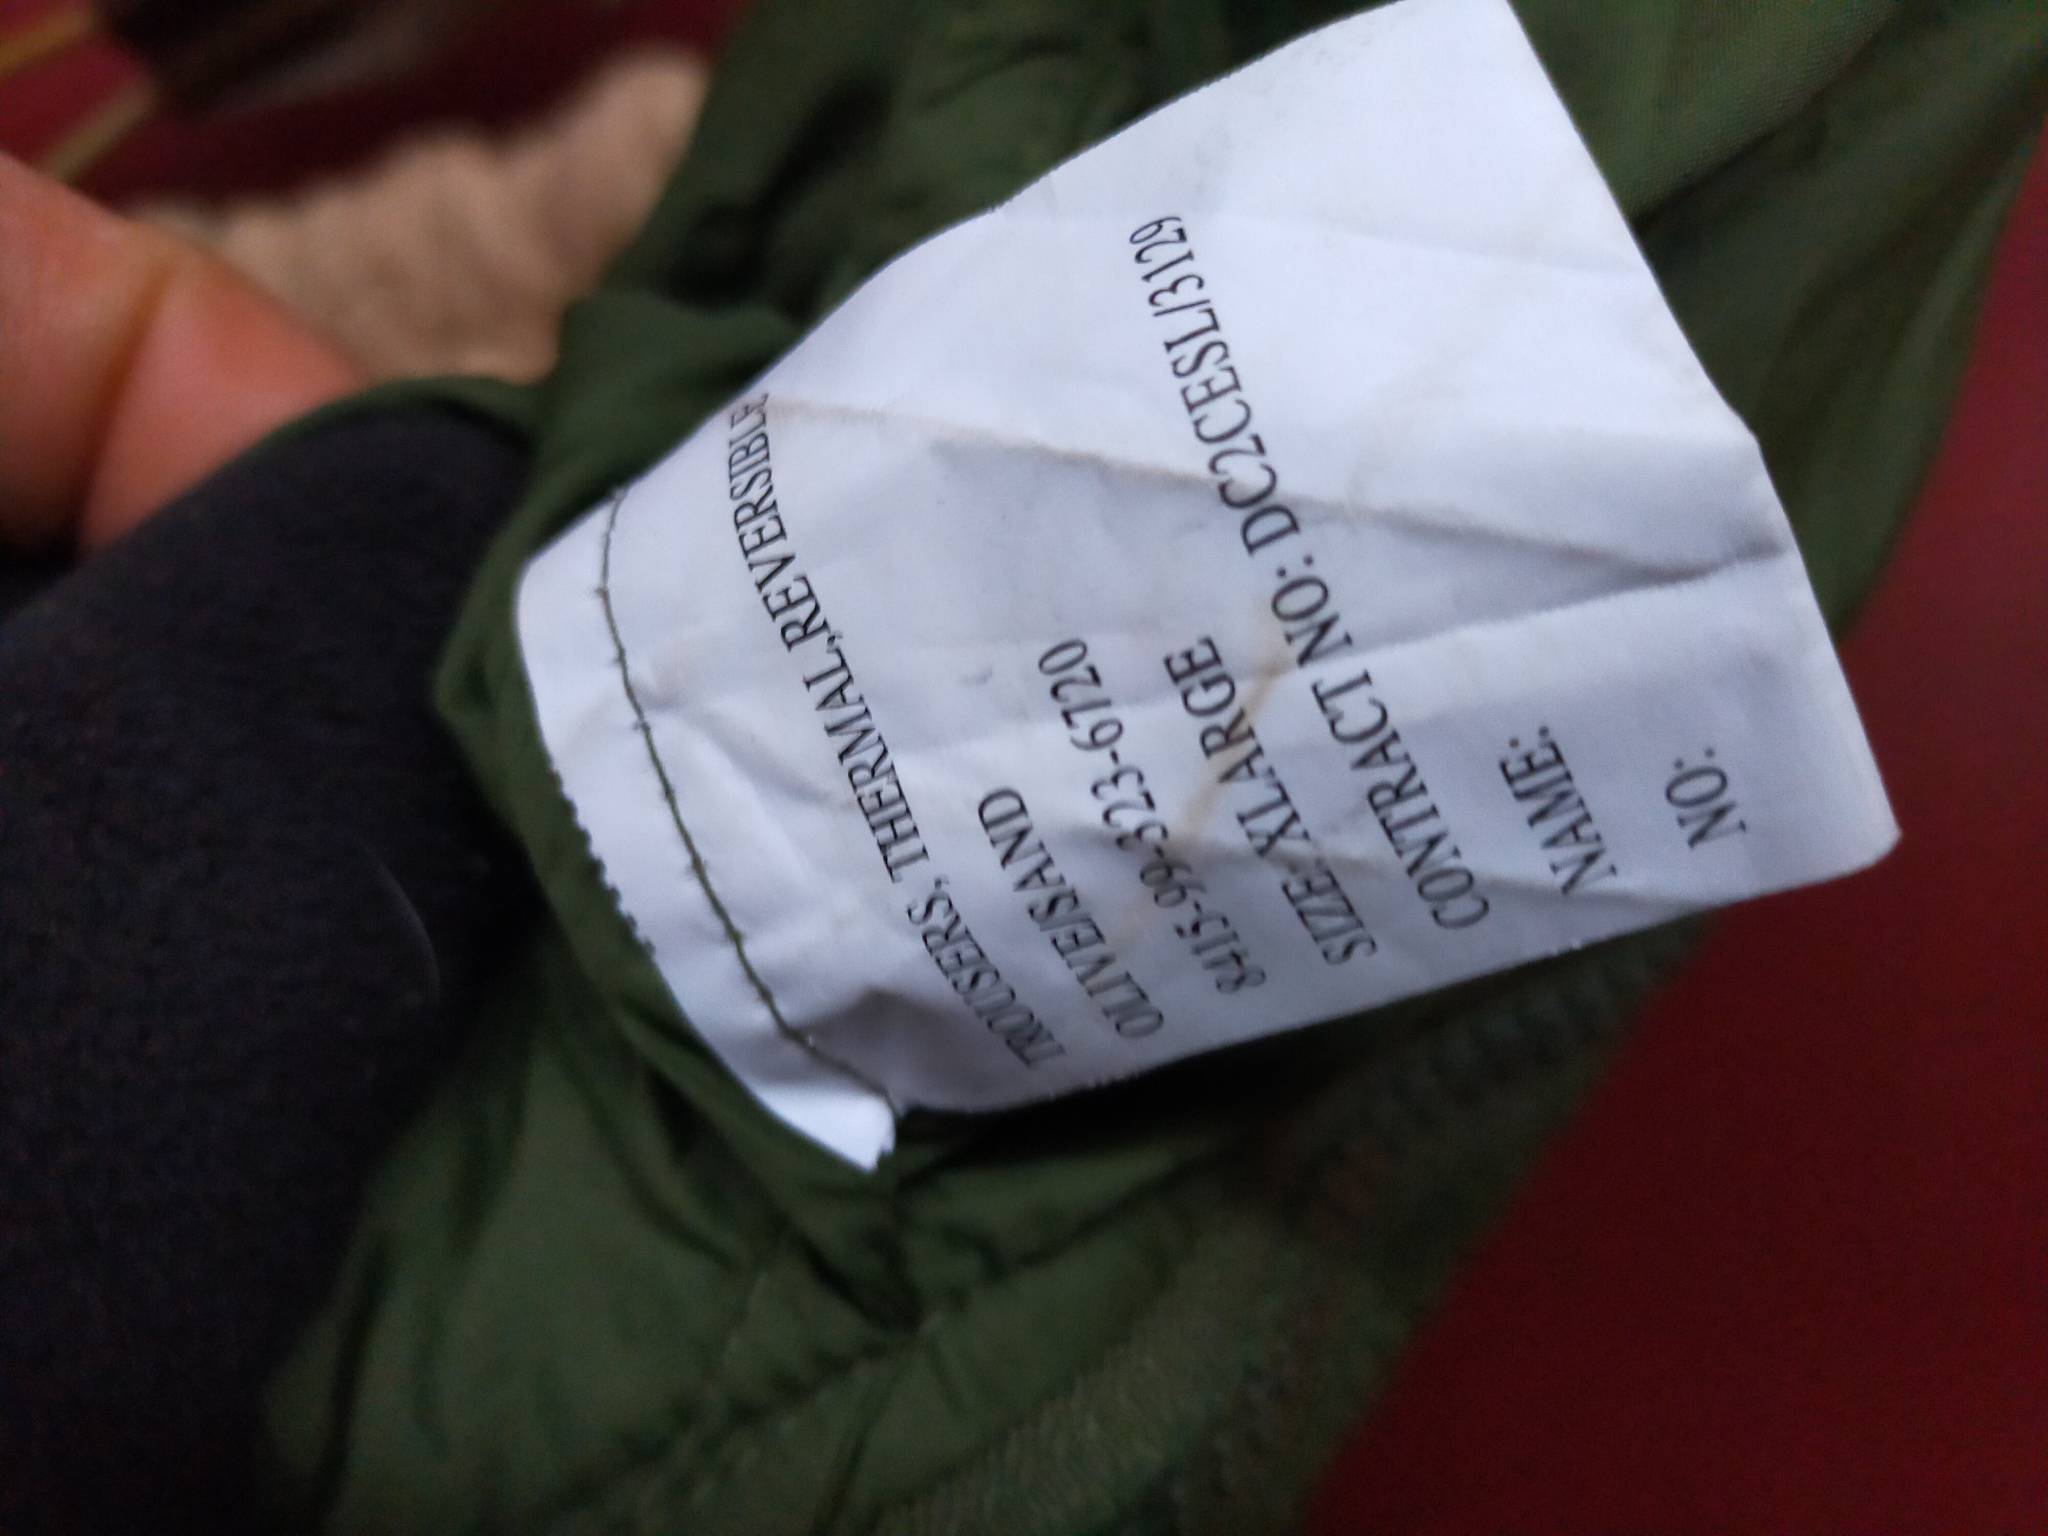 TROUSERS, THERMAL,REVERSIBLE,
OLIVE/SAND
8415-99-323-6720
SIZE: XLARGE
CONTRACT NO: DC2CESL/3129
NAME:
NO: